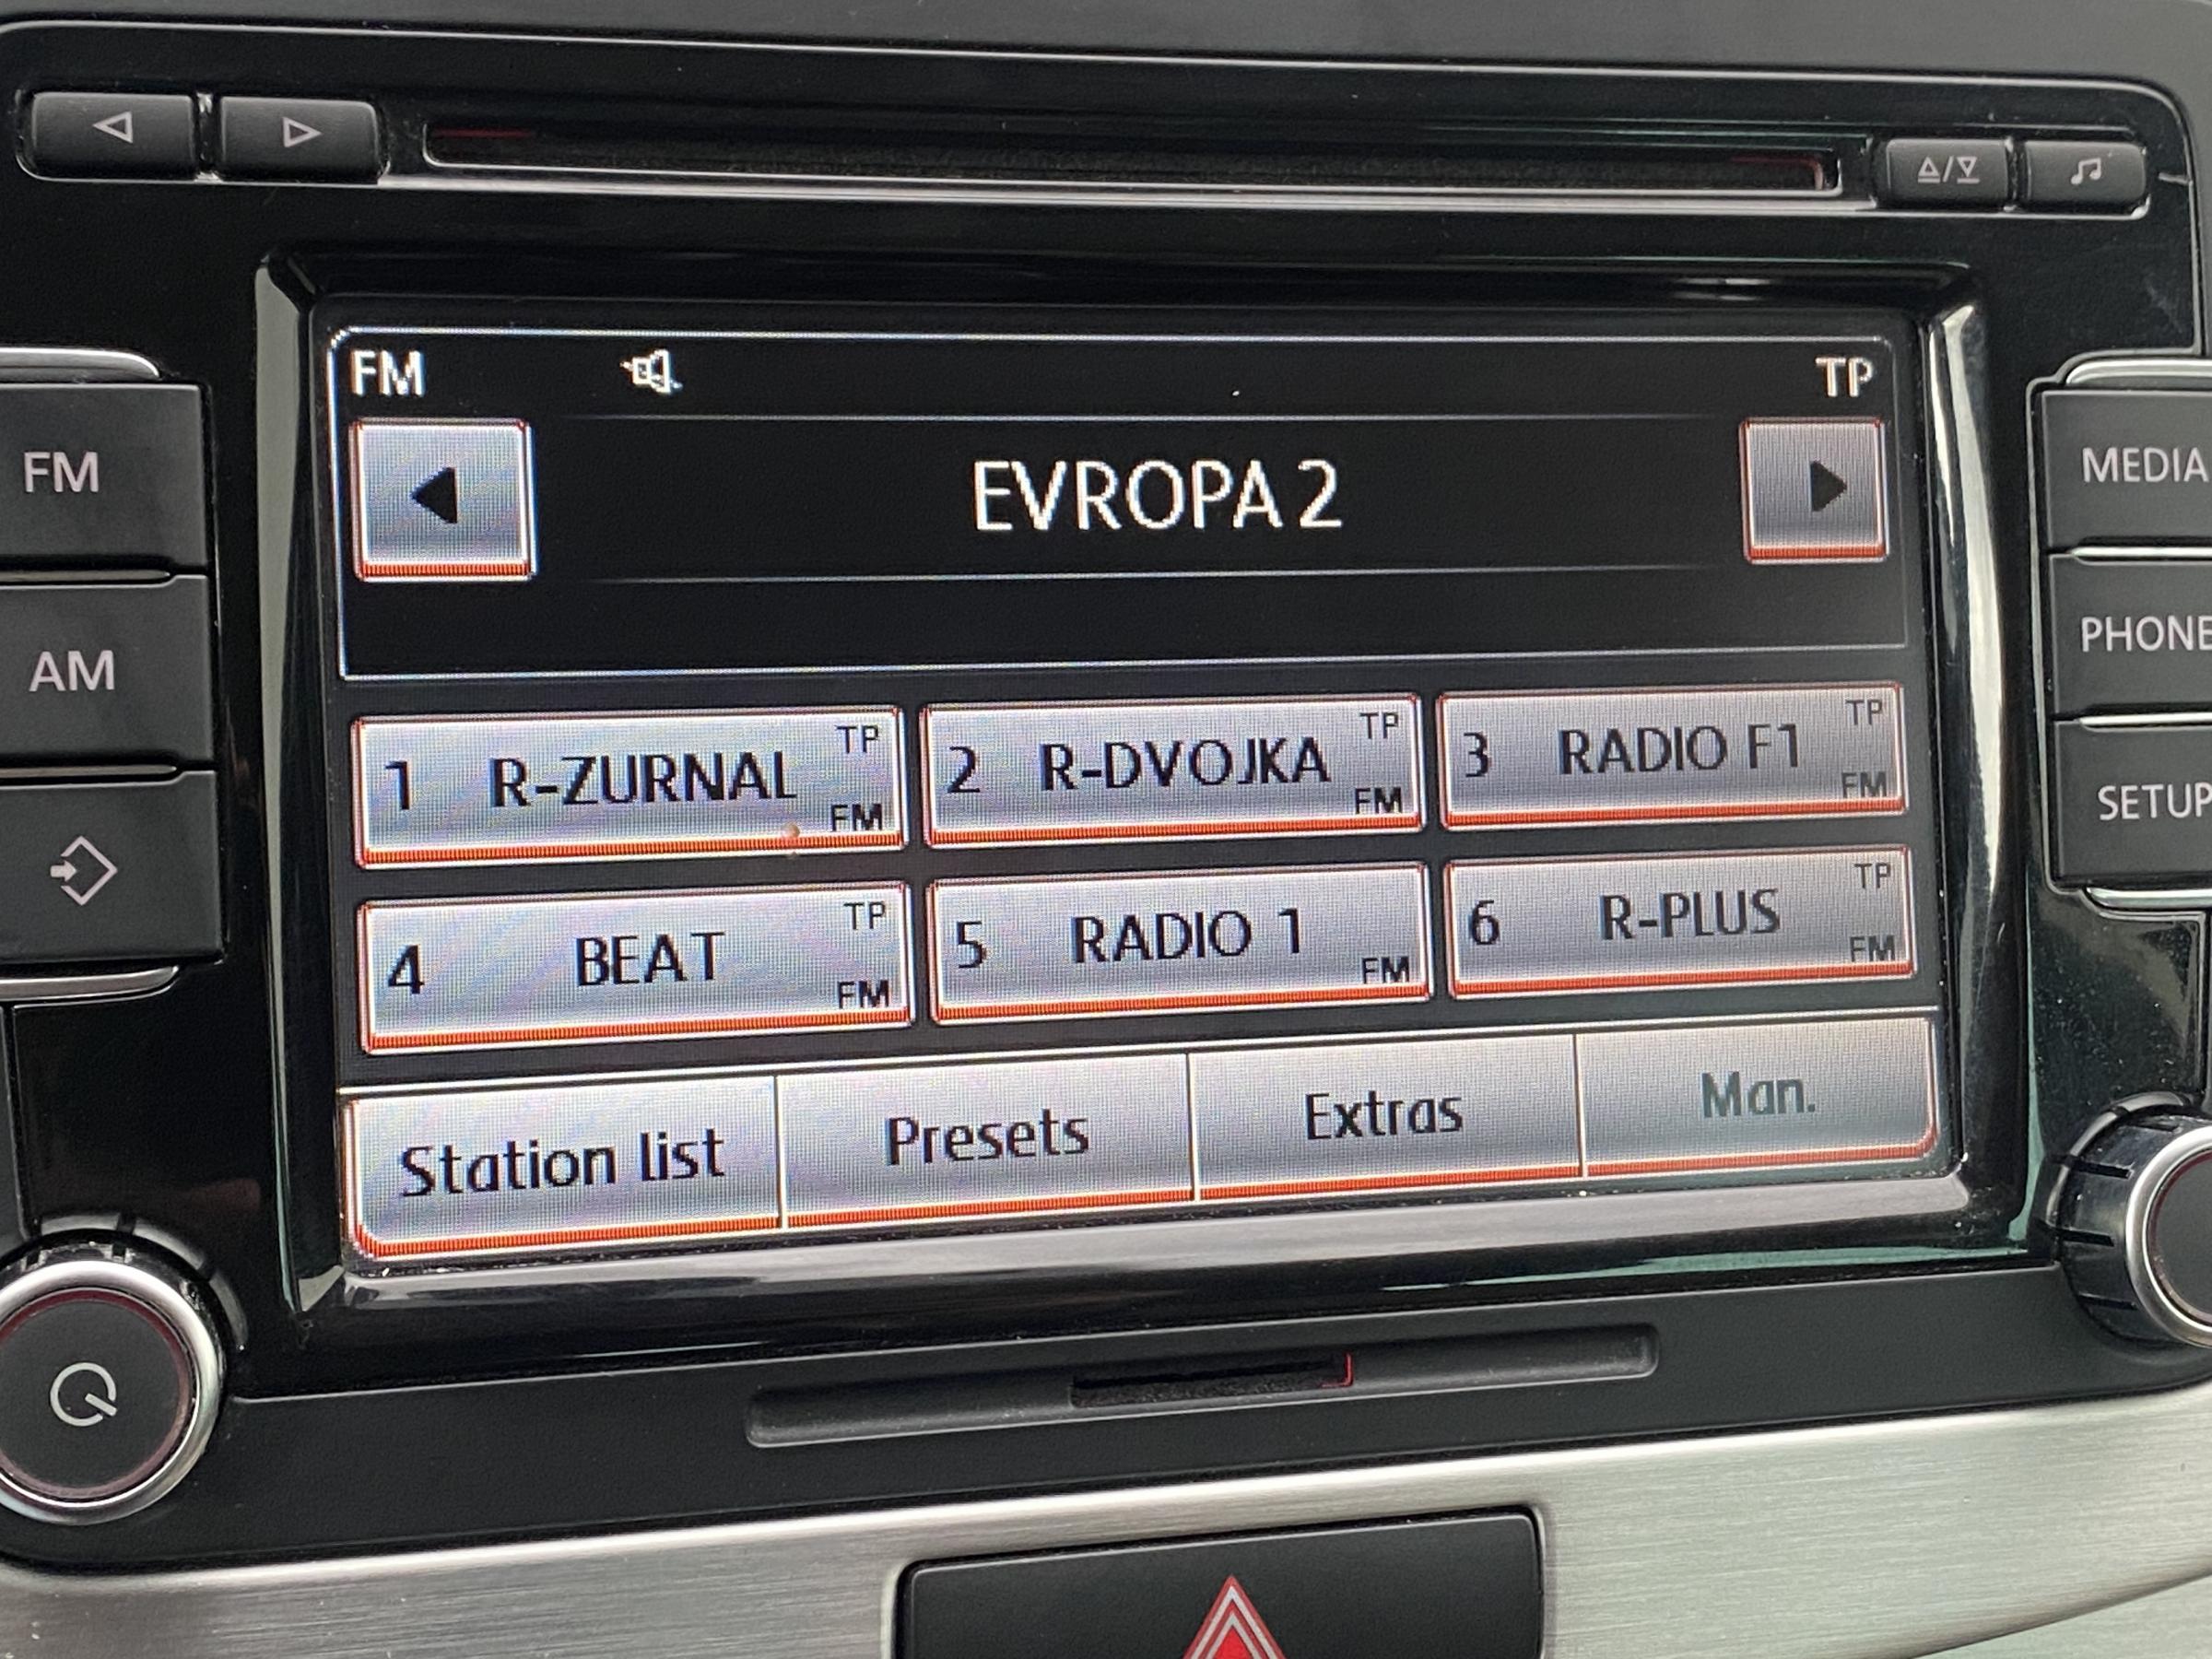 FM TP
FM
EVROPA 2
MEDIA
AM
PHONE
1 R-ZURNAL TP FM
2 R-DVOJKA TP FM
3 RADIO F1 TP FM
SETUP
4 BEAT TP FM
5 RADIO 1 FM
6 R-PLUS TP FM
Station list
Presets
Extras
Man.